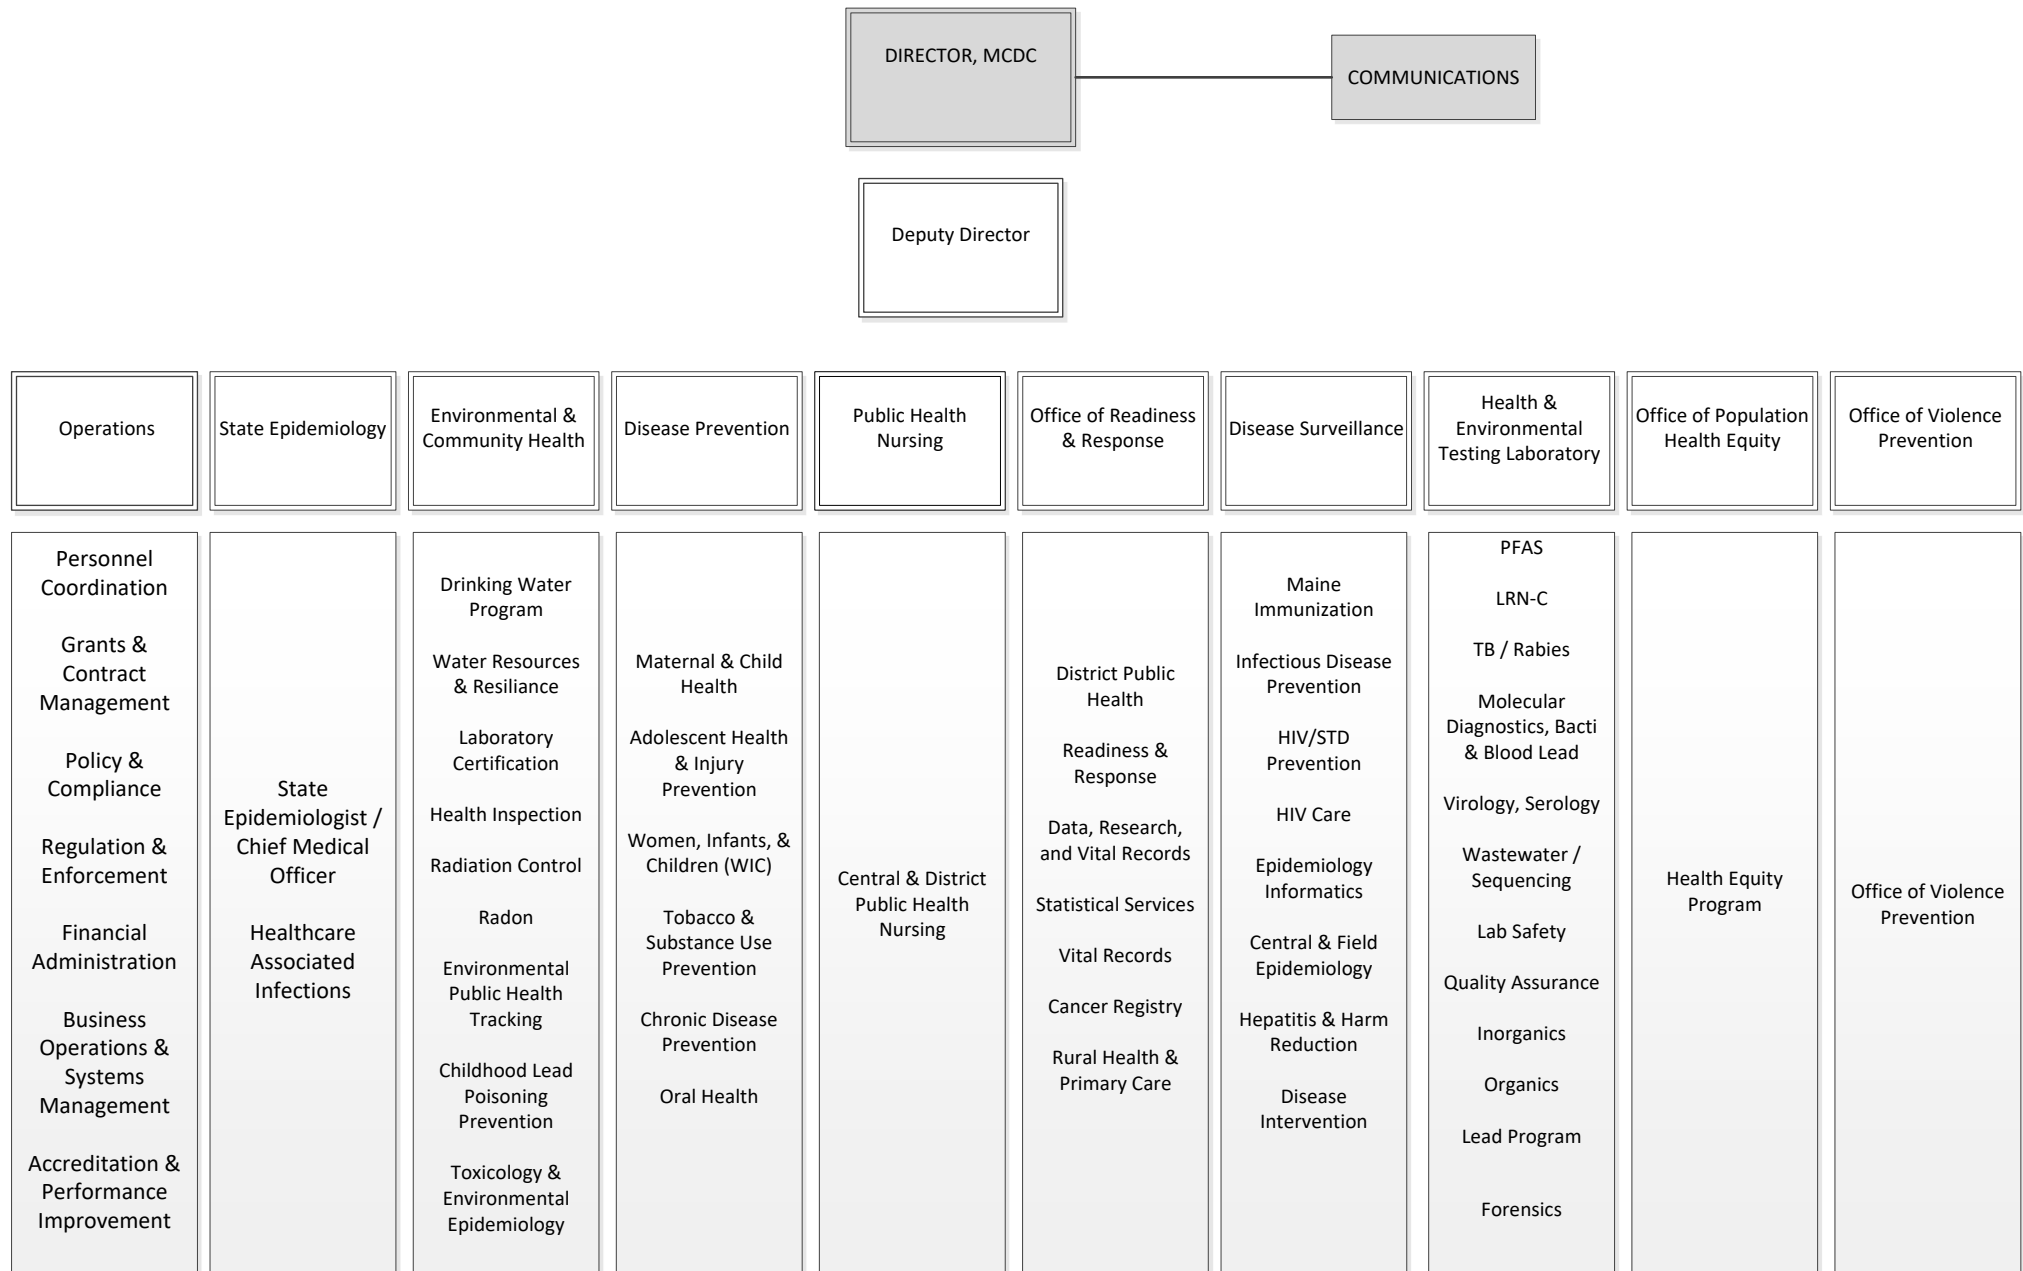 DIRECTOR, MCDC
COMMUNICATIONS
Deputy Director
Operations
State Epidemiology
Environmental &
Community Health
Disease Prevention
Public Health
Nursing
Office of Readiness
& Response
Disease Surveillance
Health &
Environmental
Testing Laboratory
Office of Population
Health Equity
Office of Violence
Prevention
Personnel
Coordination
Grants &
Contract
Management
Policy &
Compliance
Regulation &
Enforcement
Financial
Administration
Business
Operations &
Systems
Management
Accreditation &
Performance
Improvement
State
Epidemiologist /
Chief Medical
Officer
Healthcare
Associated
Infections
Drinking Water
Program
Water Resources
& Resiliance
Laboratory
Certification
Health Inspection
Radiation Control
Radon
Environmental
Public Health
Tracking
Childhood Lead
Poisoning
Prevention
Toxicology &
Environmental
Epidemiology
Maternal & Child
Health
Adolescent Health
& Injury
Prevention
Women, Infants, &
Children (WIC)
Tobacco &
Substance Use
Prevention
Chronic Disease
Prevention
Oral Health
Central & District
Public Health
Nursing
District Public
Health
Readiness &
Response
Data, Research,
and Vital Records
Statistical Services
Vital Records
Cancer Registry
Rural Health &
Primary Care
Maine
Immunization
Infectious Disease
Prevention
HIV/STD
Prevention
HIV Care
Epidemiology
Informatics
Central & Field
Epidemiology
Hepatitis & Harm
Reduction
Disease
Intervention
PFAS
LRN-C
TB / Rabies
Molecular
Diagnostics, Bacti
& Blood Lead
Virology, Serology
Wastewater /
Sequencing
Lab Safety
Quality Assurance
Inorganics
Organics
Lead Program
Forensics
Health Equity
Program
Office of Violence
Prevention